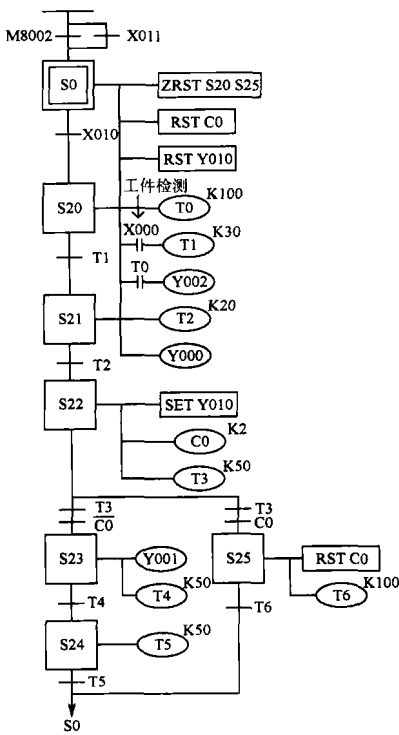 M8002 X011
S0 ZRST S20 S25
RST C0
X010 RST Y010
工件检测
S20 T0 K100
X000 T1 K30
T1 T0 Y002
S21 T2 K20
T2 Y000
S22 SET Y010
C0 K2
T3 K50
T3 T3
C0 C0
S23 Y001 S25 RST C0
T4 K50 T6 K100
T4 T6
S24 T5 K50
T5
S0